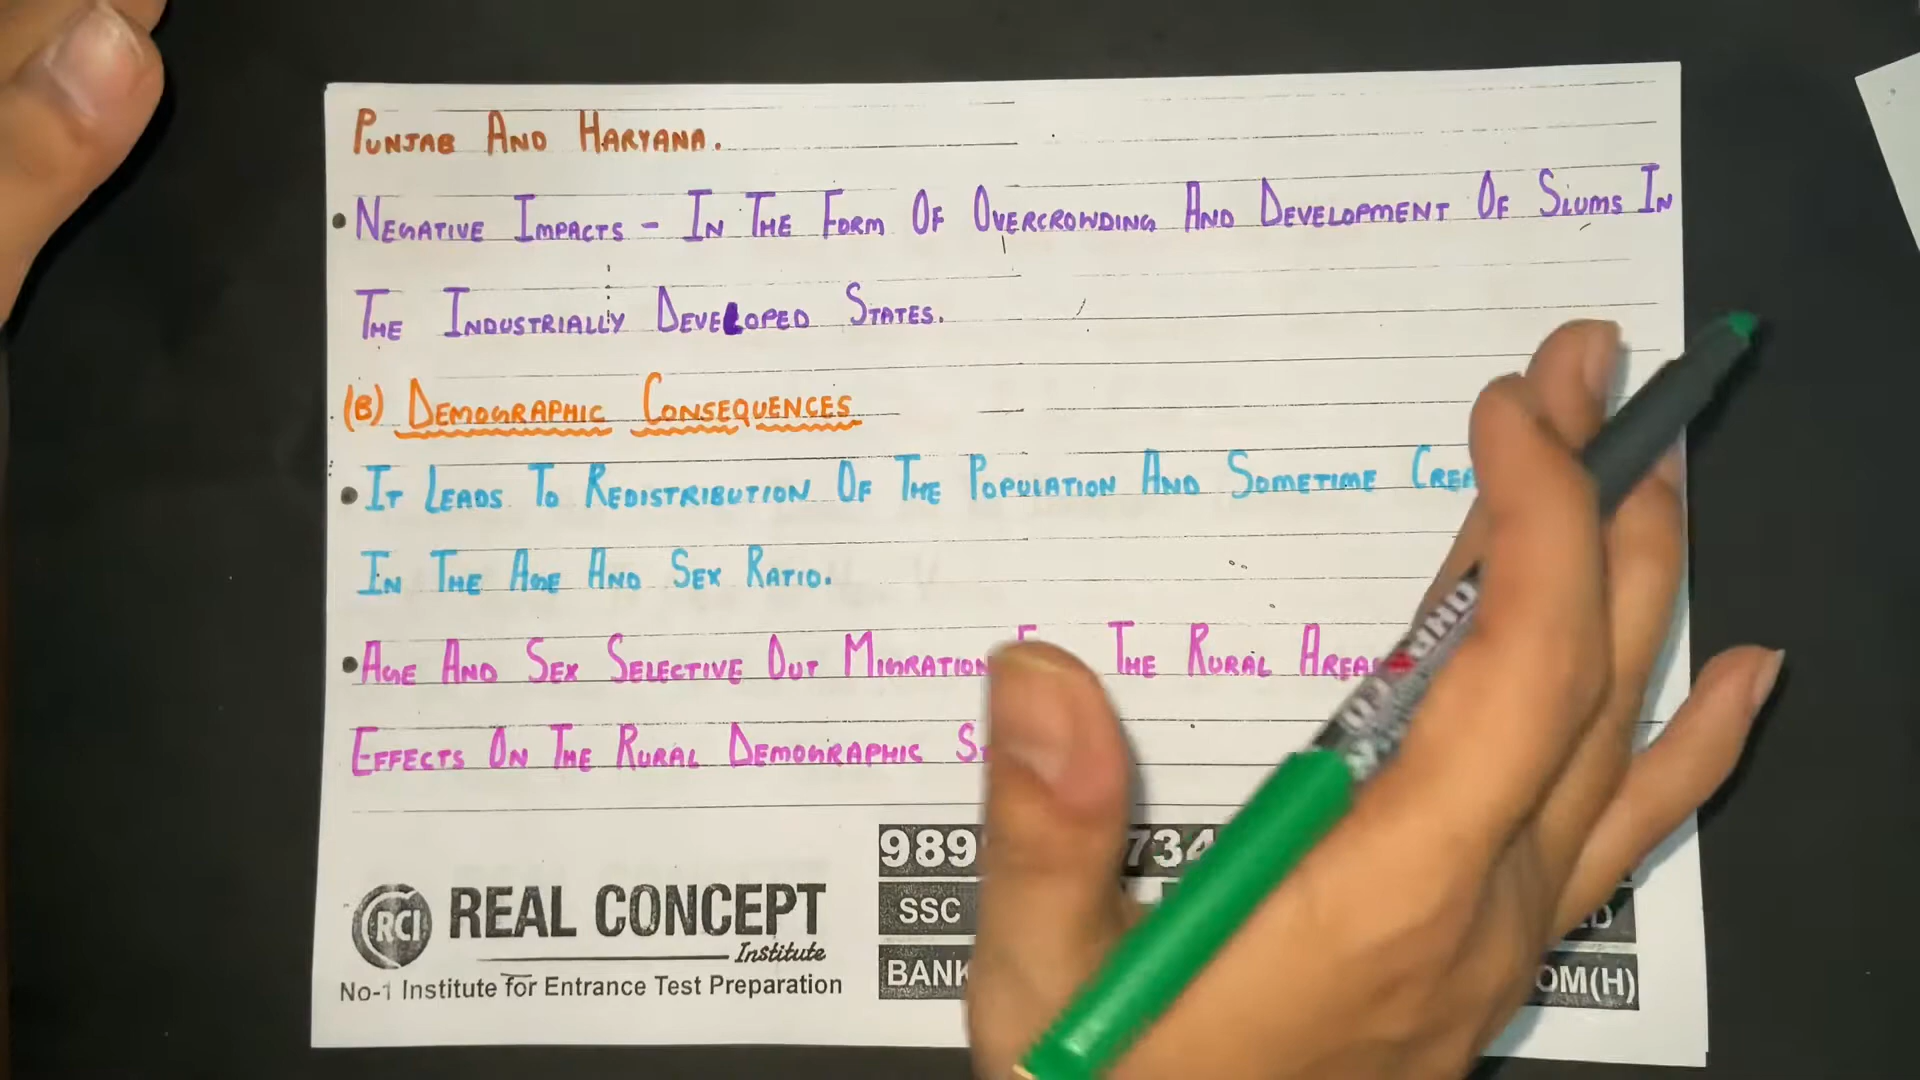 PUNJAB AND HARYANA.
• NEGATIVE IMPACTS - IN THE FORM OF OVERCROWDING AND DEVELOPMENT OF SLUMS IN
THE INDUSTRIALLY DEVELOPED STATES.
(B) DEMOGRAPHIC CONSEQUENCES
• IT LEADS TO REDISTRIBUTION OF THE POPULATION AND SOMETIME
IN THE AGE AND SEX RATIO.
• AGE AND SEX SELECTIVE OUT MIGRATION THE RURAL AREAS
EFFECTS ON THE RURAL DEMOGRAPHIC
RCI REAL CONCEPT
Institute
No-1 Institute for Entrance Test Preparation
989 734
SSC
BANK OM(H)
OHP